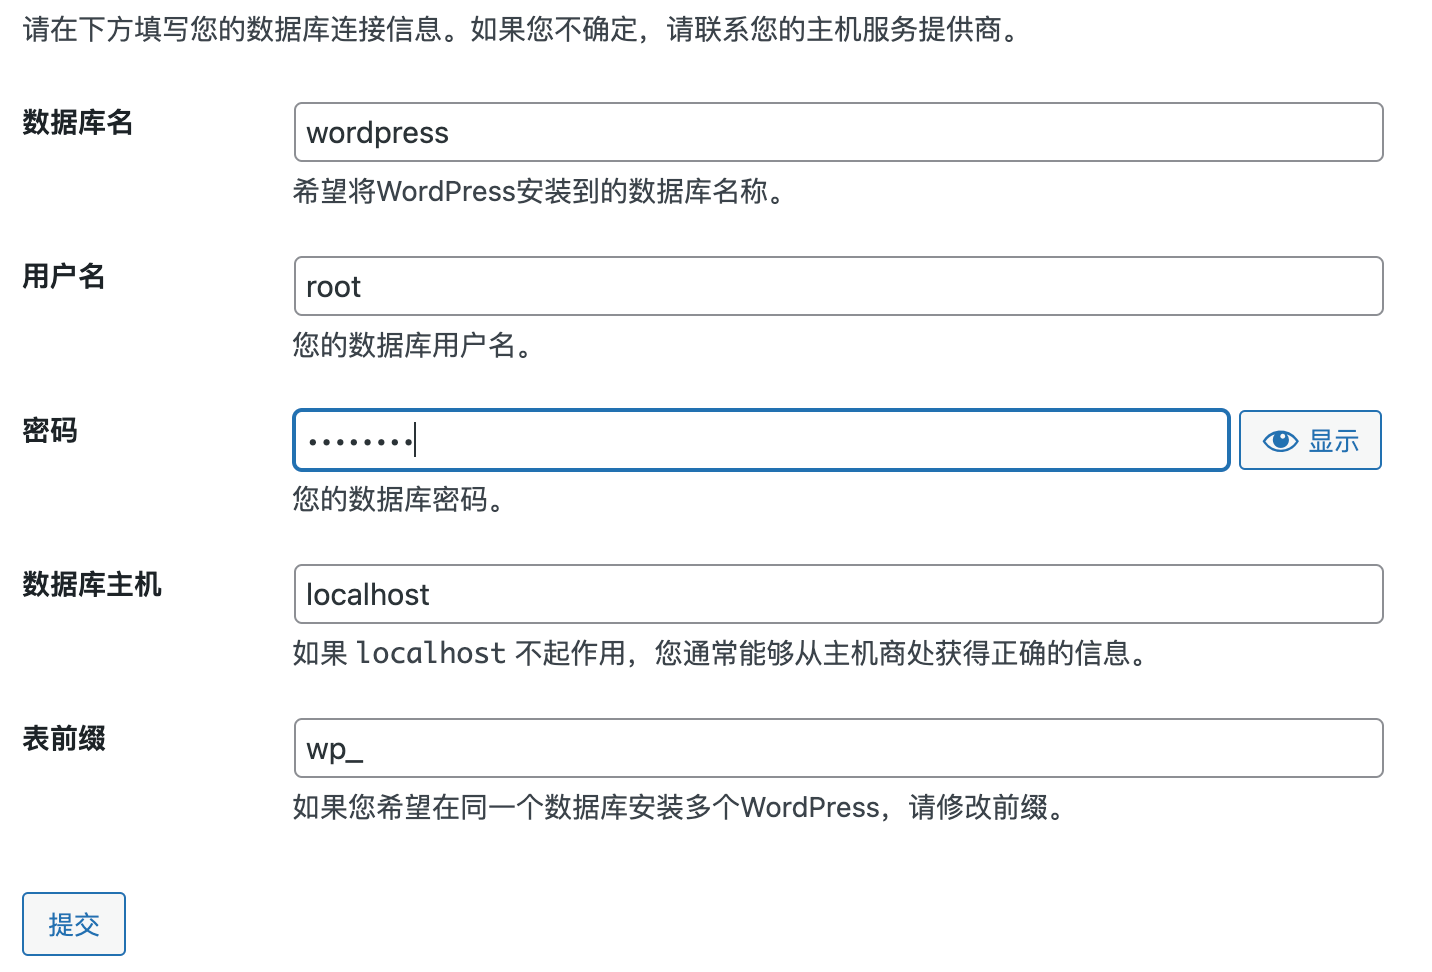 请在下方填写您的数据库连接信息。如果您不确定，请联系您的主机服务提供商。
数据库名
wordpress
希望将WordPress安装到的数据库名称。
用户名
root
您的数据库用户名。
密码
••••••••
显示
您的数据库密码。
数据库主机
localhost
如果 localhost 不起作用，您通常能够从主机商处获得正确的信息。
表前缀
wp_
如果您希望在同一个数据库安装多个WordPress，请修改前缀。
提交